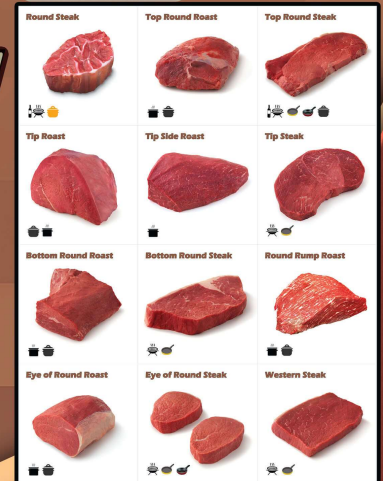 Round Steak
Top Round Roast
Top Round Steak
Tip Roast
Tip Side Roast
Tip Steak
Bottom Round Roast
Bottom Round Steak
Round Rump Roast
Eye of Round Roast
Eye of Round Steak
Western Steak